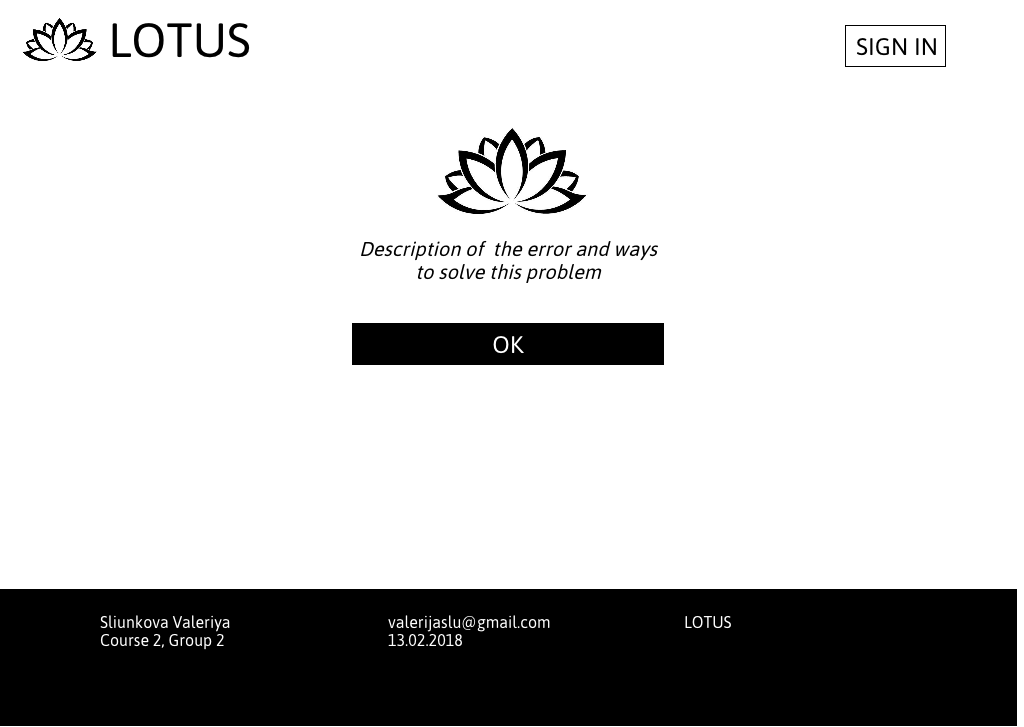 LOTUS
SIGN IN
Description of the error and ways
to solve this problem
OK
Sliunkova Valeriya
Course 2, Group 2
valerijaslu@gmail.com
13.02.2018
LOTUS